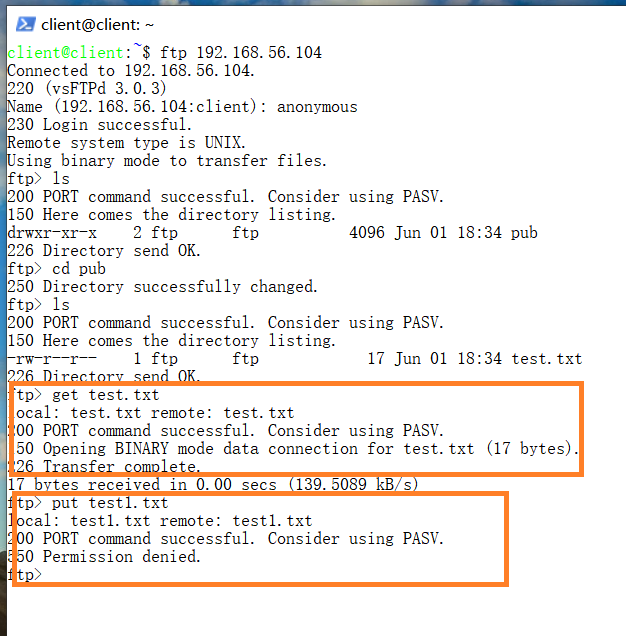 client@client: ~
client@client:~$ ftp 192.168.56.104
Connected to 192.168.56.104.
220 (vsFTPd 3.0.3)
Name (192.168.56.104:client): anonymous
230 Login successful.
Remote system type is UNIX.
Using binary mode to transfer files.
ftp> ls
200 PORT command successful. Consider using PASV.
150 Here comes the directory listing.
drwxr-xr-x    2 ftp      ftp          4096 Jun 01 18:34 pub
226 Directory send OK.
ftp> cd pub
250 Directory successfully changed.
ftp> ls
200 PORT command successful. Consider using PASV.
150 Here comes the directory listing.
-rw-r--r--    1 ftp      ftp            17 Jun 01 18:34 test.txt
226 Directory send OK.
ftp> get test.txt
local: test.txt remote: test.txt
200 PORT command successful. Consider using PASV.
150 Opening BINARY mode data connection for test.txt (17 bytes).
226 Transfer complete.
17 bytes received in 0.00 secs (139.5089 kB/s)
ftp> put test1.txt
local: test1.txt remote: test1.txt
200 PORT command successful. Consider using PASV.
550 Permission denied.
ftp>